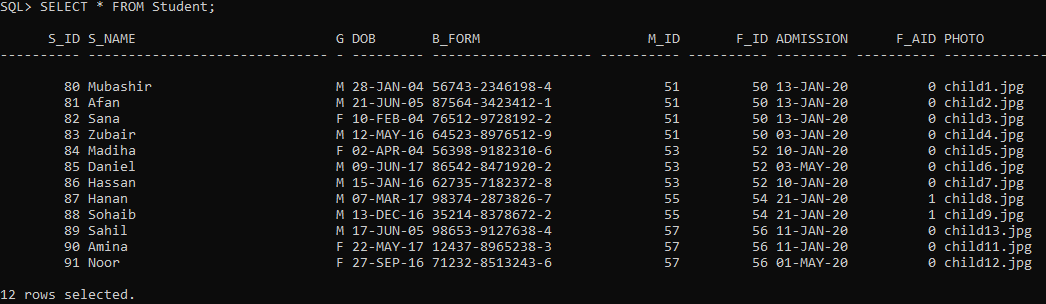 SQL> SELECT * FROM Student;
S_ID S_NAME G DOB B_FORM M_ID F_ID ADMISSION F_AID PHOTO
---------- ------------------------------ - --------- -------------------- ---------- ---------- --------- ---------- -------------
80 Mubashir M 28-JAN-04 56743-2346198-4 51 50 13-JAN-20 0 child1.jpg
81 Afan M 21-JUN-05 87564-3423412-1 51 50 13-JAN-20 0 child2.jpg
82 Sana F 10-FEB-04 76512-9728192-2 51 50 13-JAN-20 0 child3.jpg
83 Zubair M 12-MAY-16 64523-8976512-9 51 50 03-JAN-20 0 child4.jpg
84 Madiha F 02-APR-04 56398-9182310-6 53 52 10-JAN-20 0 child5.jpg
85 Daniel M 09-JUN-17 86542-8471920-2 53 52 03-MAY-20 0 child6.jpg
86 Hassan M 15-JAN-16 62735-7182372-8 53 52 10-JAN-20 0 child7.jpg
87 Hanan M 07-MAR-17 98374-2873826-7 55 54 21-JAN-20 1 child8.jpg
88 Sohaib M 13-DEC-16 35214-8378672-2 55 54 21-JAN-20 1 child9.jpg
89 Sahil M 17-JUN-05 98653-9127638-4 57 56 11-JAN-20 0 child13.jpg
90 Amina F 22-MAY-17 12437-8965238-3 57 56 11-JAN-20 0 child11.jpg
91 Noor F 27-SEP-16 71232-8513243-6 57 56 01-MAY-20 0 child12.jpg
12 rows selected.